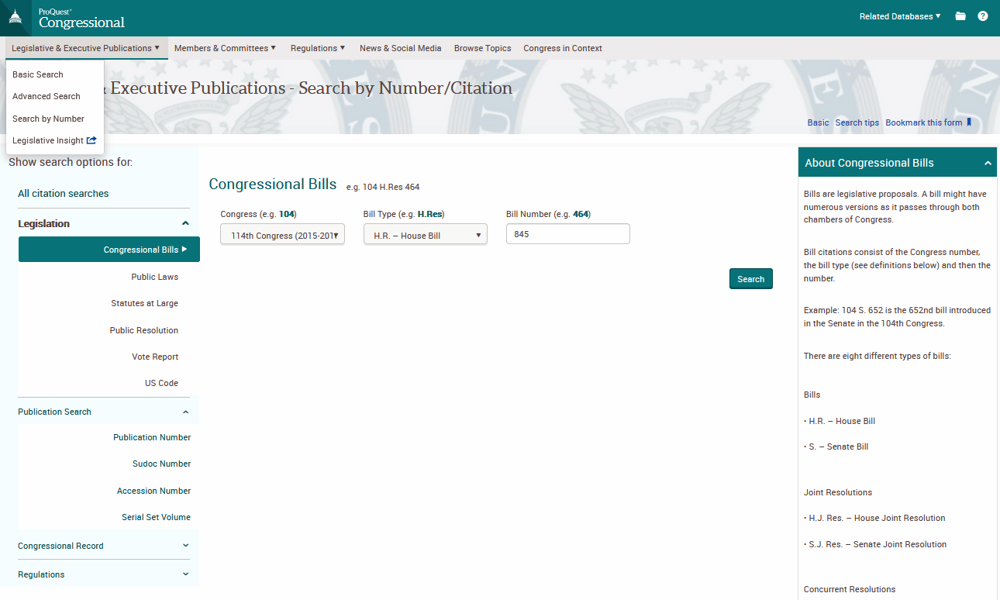 ProQuest®
Congressional
Related Databases ▼
Legislative & Executive Publications ▼
Members & Committees ▼
Regulations ▼
News & Social Media
Browse Topics
Congress in Context
Basic Search
Advanced Search
Search by Number
Legislative Insight
& Executive Publications - Search by Number/Citation
Basic
Search tips
Bookmark this form
Show search options for:
All citation searches
Legislation
Congressional Bills ►
Public Laws
Statutes at Large
Public Resolution
Vote Report
US Code
Publication Search
Publication Number
Sudoc Number
Accession Number
Serial Set Volume
Congressional Record
Regulations
Congressional Bills
e.g. 104 H.Res 464
Congress (e.g. 104)
114th Congress (2015-201
Bill Type (e.g. H.Res)
H.R. – House Bill
Bill Number (e.g. 464)
845
Search
About Congressional Bills
Bills are legislative proposals. A bill might have
numerous versions as it passes through both
chambers of Congress.
Bill citations consist of the Congress number,
the bill type (see definitions below) and then the
number.
Example: 104 S. 652 is the 652nd bill introduced
in the Senate in the 104th Congress.
There are eight different types of bills:
Bills
• H.R. – House Bill
• S. – Senate Bill
Joint Resolutions
• H.J. Res. – House Joint Resolution
• S.J. Res. – Senate Joint Resolution
Concurrent Resolutions